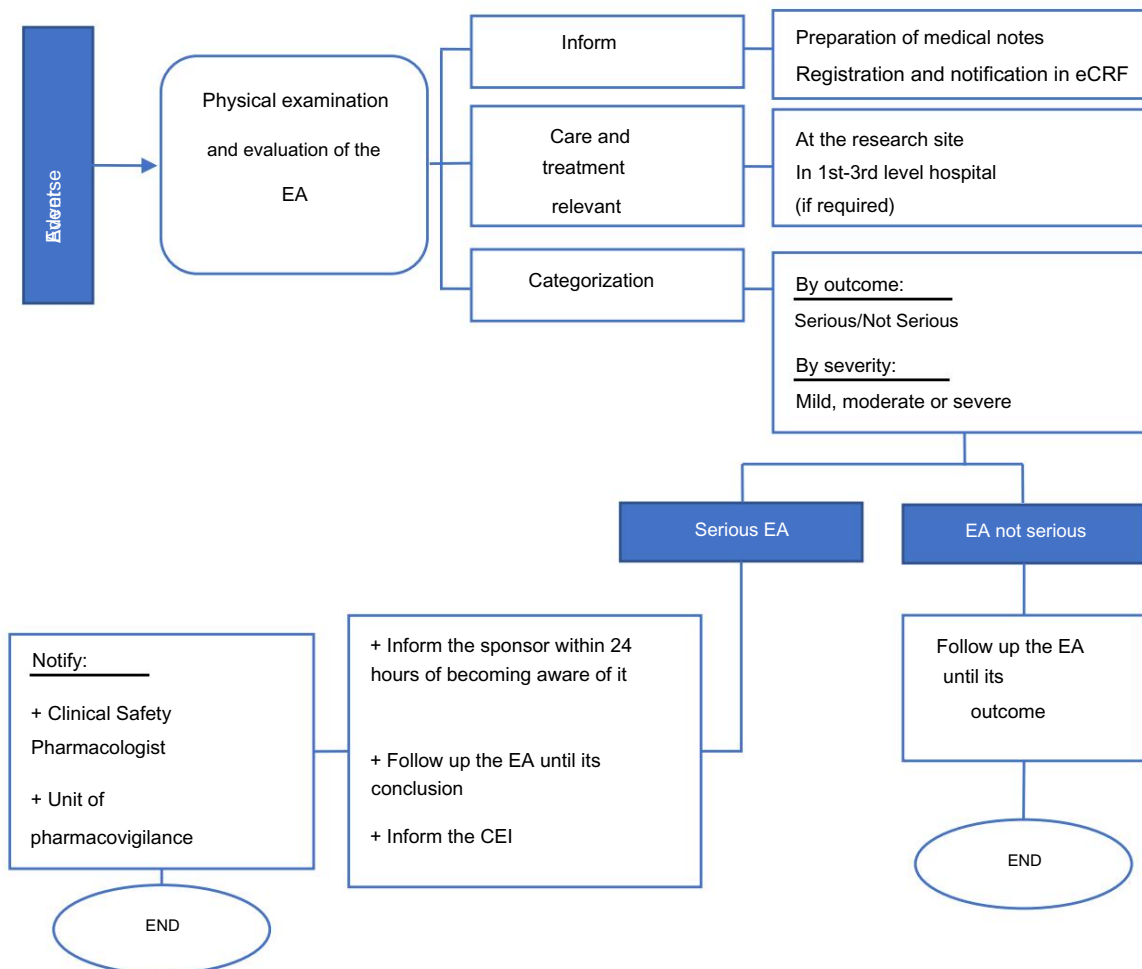 Inform
Preparation of medical notes
Registration and notification in eCRF
Physical examination
and evaluation of the
EA
Care and
treatment
relevant
At the research site
In 1st-3rd level hospital
(if required)
Categorization
By outcome:
Serious/Not Serious
By severity:
Mild, moderate or severe
Serious EA
EA not serious
Notify:
+ Clinical Safety
Pharmacologist
+ Unit of
pharmacovigilance
+ Inform the sponsor within 24
hours of becoming aware of it
+ Follow up the EA until its
conclusion
+ Inform the CEI
Follow up the EA
until its
outcome
END
END